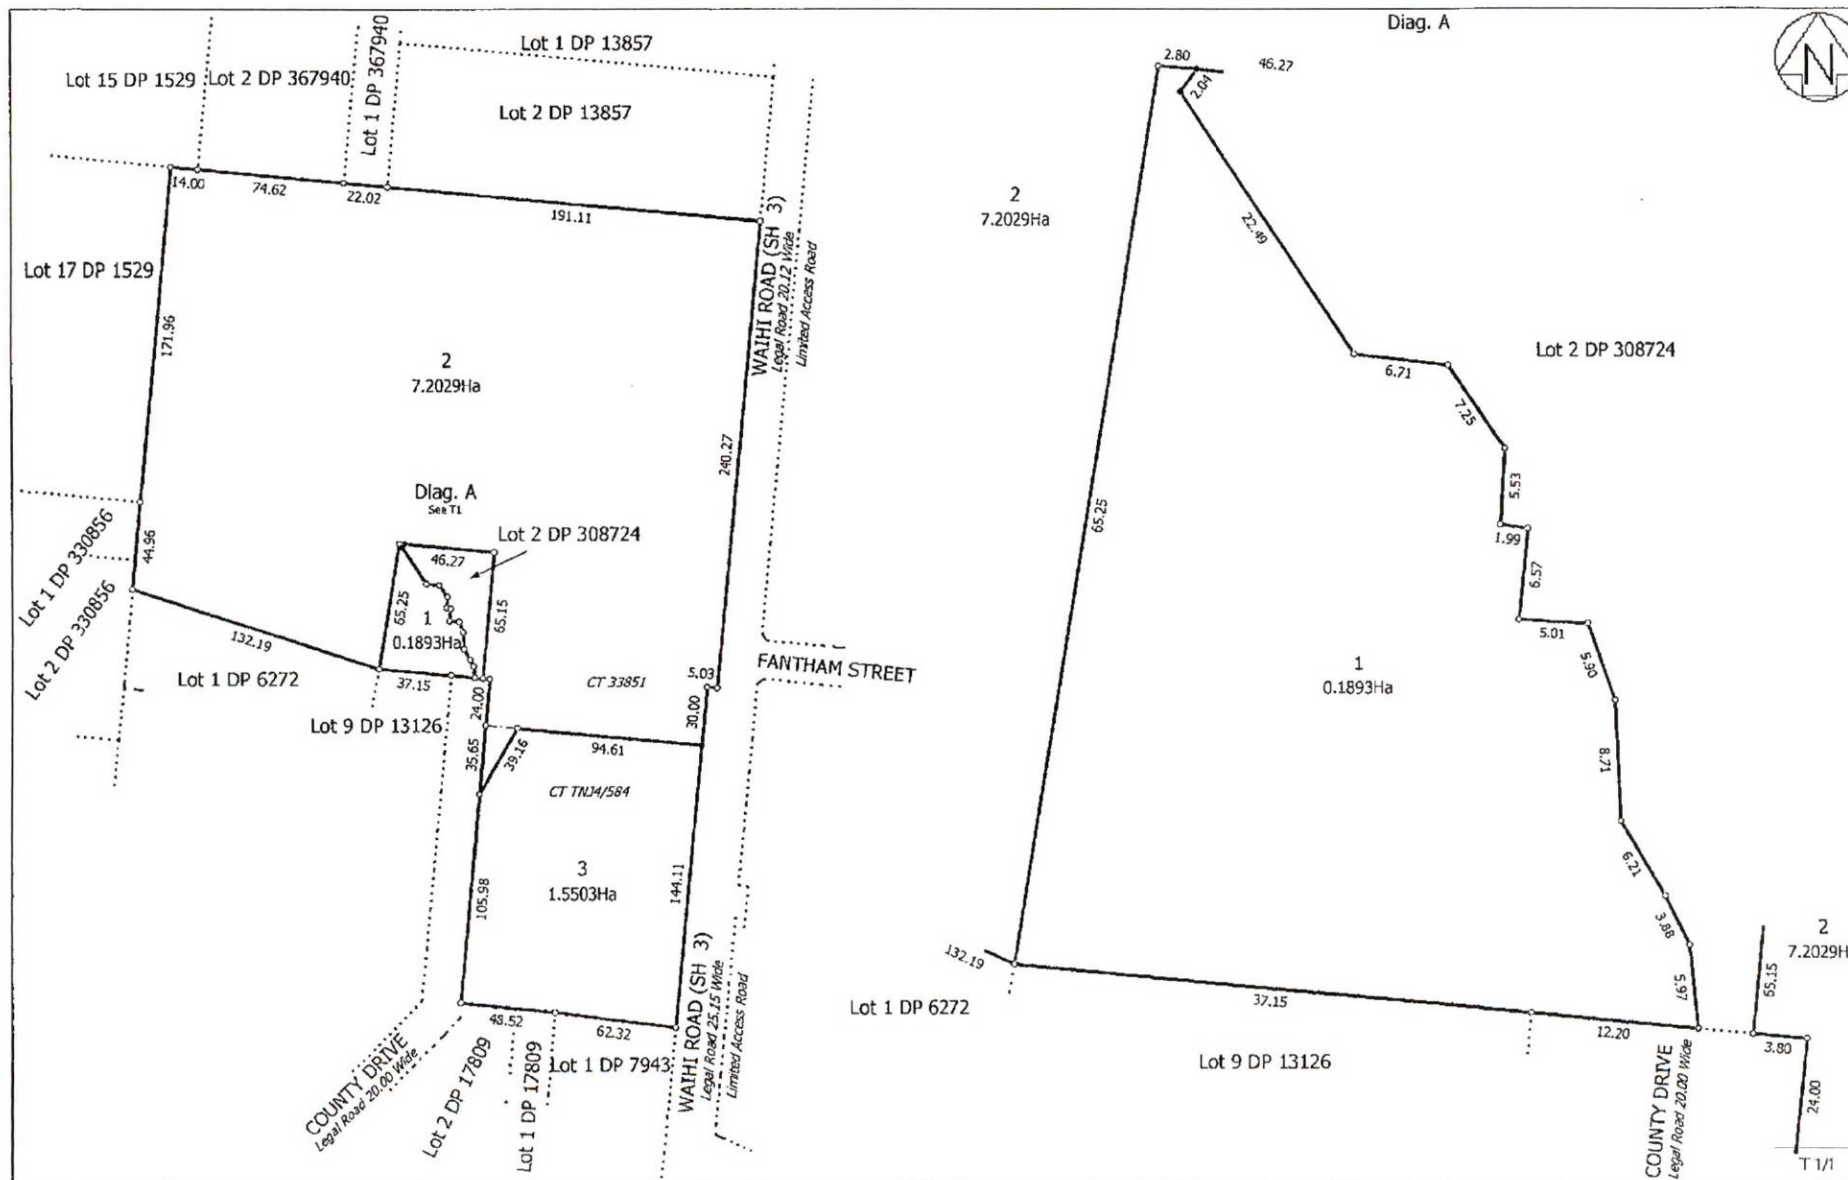 Diag. A
N
Lot 15 DP 1529
Lot 2 DP 367940
Lot 1 DP 367940
Lot 1 DP 13857
Lot 2 DP 13857
14.00
74.62
22.02
191.11
Lot 17 DP 1529
171.96
2
7.2029Ha
WAIHI ROAD (SH 3)
Legal Road 20.12 Wide
Limited Access Road
240.27
Diag. A
See T1
Lot 2 DP 308724
46.27
65.25
65.15
1
0.1893Ha
44.96
Lot 1 DP 330856
Lot 2 DP 330856
132.19
Lot 1 DP 6272
37.15
24.00
Lot 9 DP 13126
CT 33851
5.03
30.00
FANTHAM STREET
35.65
39.16
94.61
CT TNJ4/584
3
1.5503Ha
105.98
144.11
48.52
62.32
COUNTY DRIVE
Legal Road 20.00 Wide
Lot 2 DP 17809
Lot 1 DP 17809
Lot 1 DP 7943
WAIHI ROAD (SH 3)
Legal Road 25.15 Wide
Limited Access Road
2.80
46.27
2.04
2
7.2029Ha
22.49
65.25
6.71
Lot 2 DP 308724
7.25
5.53
1.99
6.57
5.01
5.90
1
0.1893Ha
8.71
6.21
3.88
5.97
132.19
Lot 1 DP 6272
37.15
12.20
Lot 9 DP 13126
COUNTY DRIVE
Legal Road 20.00 Wide
2
7.2029H
3.80
24.00
T 1/1